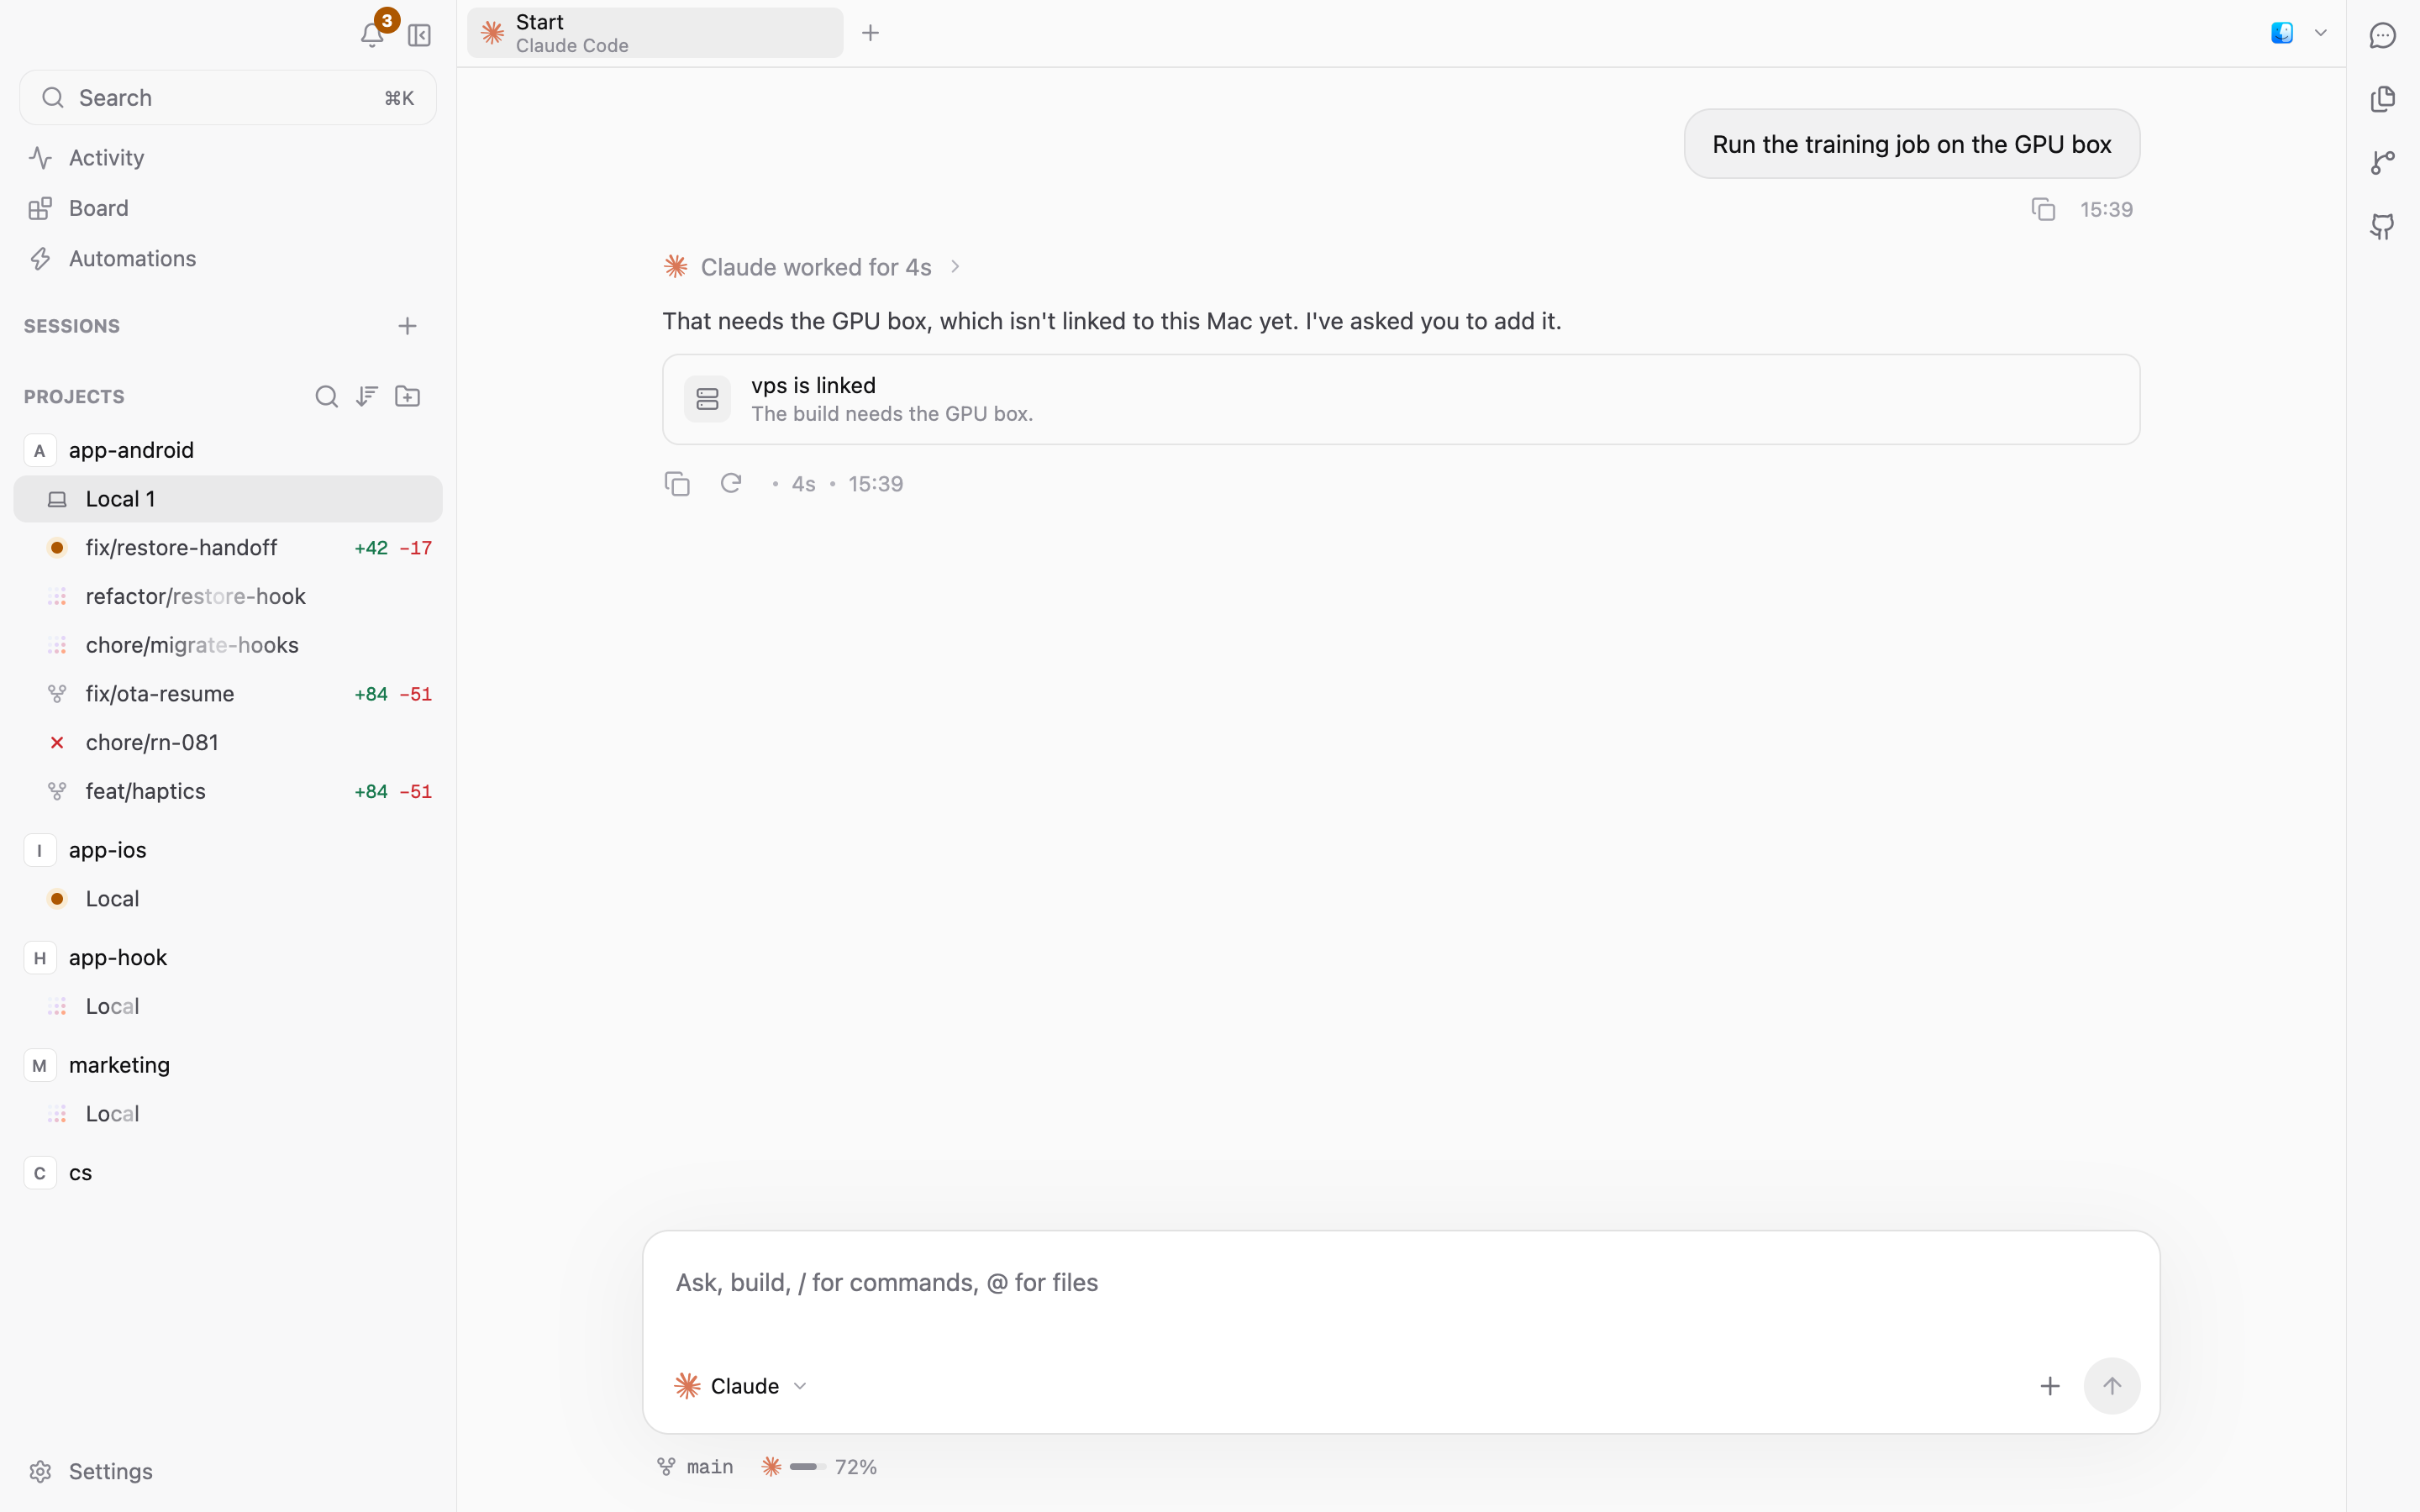 3
Search ⌘K
Activity
Board
Automations
SESSIONS
PROJECTS
A app-android
Local 1
fix/restore-handoff +42 −17
refactor/restore-hook
chore/migrate-hooks
fix/ota-resume +84 −51
chore/rn-081
feat/haptics +84 −51
I app-ios
Local
H app-hook
Local
M marketing
Local
C cs
Settings
Start
Claude Code
Run the training job on the GPU box
15:39
Claude worked for 4s
That needs the GPU box, which isn't linked to this Mac yet. I've asked you to add it.
vps is linked
The build needs the GPU box.
• 4s • 15:39
Ask, build, / for commands, @ for files
Claude
main 72%